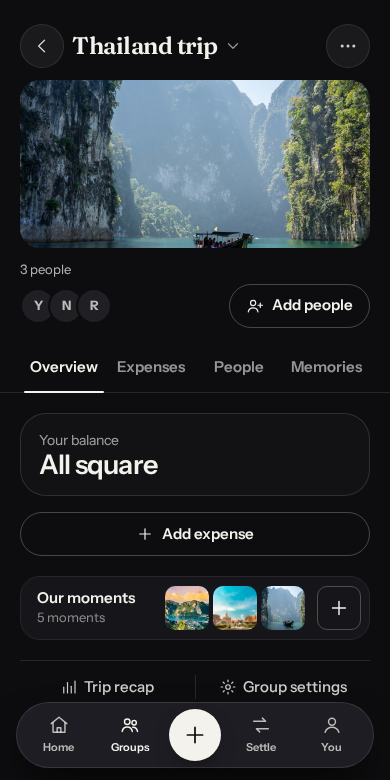 Thailand trip
3 people
Y N R
Add people
Overview Expenses People Memories
Your balance
All square
Add expense
Our moments
5 moments
Trip recap Group settings
Home Groups Settle You